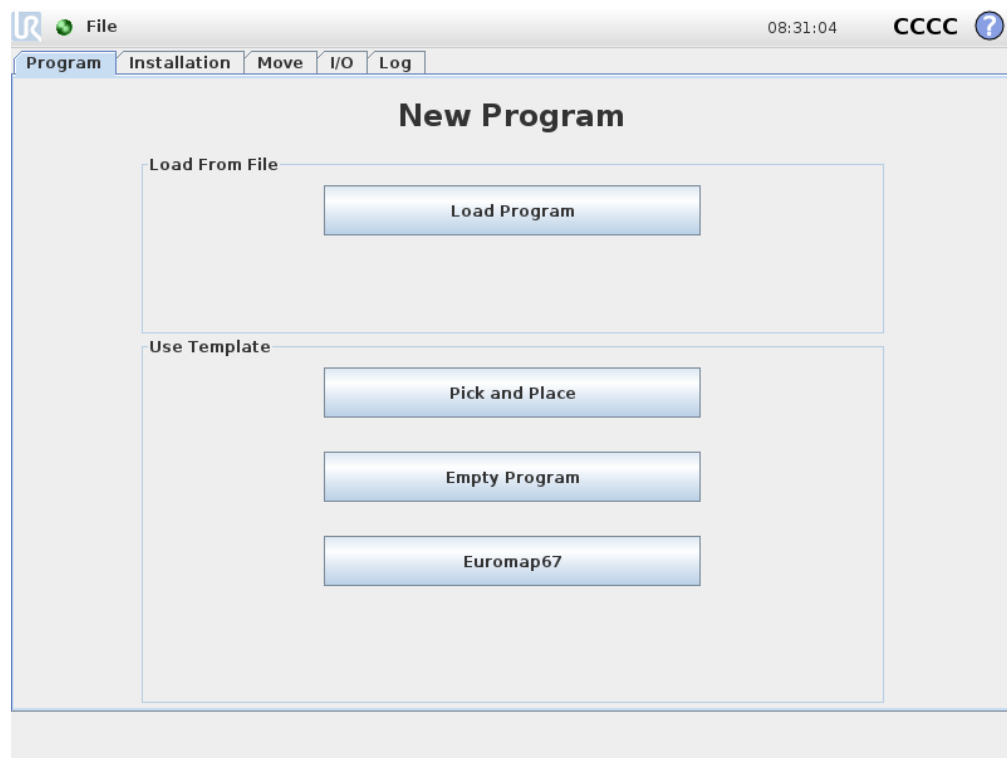 UR File 08:31:04 CCCC ?
Program Installation Move I/O Log
New Program
Load From File
Load Program
Use Template
Pick and Place
Empty Program
Euromap67